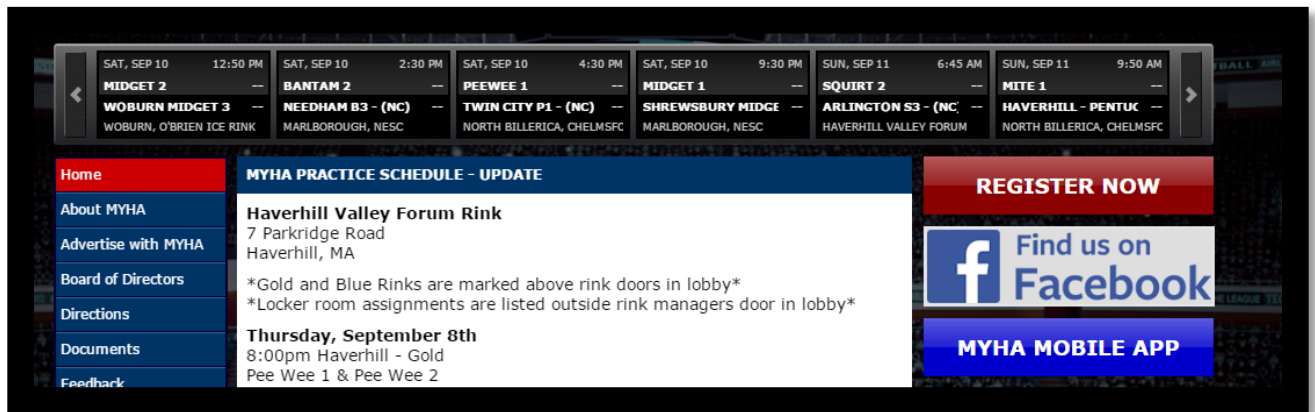 SAT, SEP 10 12:50 PM
MIDGET 2 --
WOBURN MIDGET 3 --
WOBURN, O'BRIEN ICE RINK
SAT, SEP 10 2:30 PM
BANTAM 2 --
NEEDHAM B3 - (NC) --
MARLBOROUGH, NESC
SAT, SEP 10 4:30 PM
PEEWEE 1 --
TWIN CITY P1 - (NC) --
NORTH BILLERICA, CHELMSFC
SAT, SEP 10 9:30 PM
MIDGET 1 --
SHREWSBURY MIDGE --
MARLBOROUGH, NESC
SUN, SEP 11 6:45 AM
SQUIRT 2 --
ARLINGTON S3 - (NC --
HAVERHILL VALLEY FORUM
SUN, SEP 11 9:50 AM
MITE 1 --
HAVERHILL - PENTUC --
NORTH BILLERICA, CHELMSFC
Home
About MYHA
Advertise with MYHA
Board of Directors
Directions
Documents
Feedback
MYHA PRACTICE SCHEDULE - UPDATE
Haverhill Valley Forum Rink
7 Parkridge Road
Haverhill, MA
*Gold and Blue Rinks are marked above rink doors in lobby*
*Locker room assignments are listed outside rink managers door in lobby*
Thursday, September 8th
8:00pm Haverhill - Gold
Pee Wee 1 & Pee Wee 2
REGISTER NOW
Find us on
Facebook
MYHA MOBILE APP